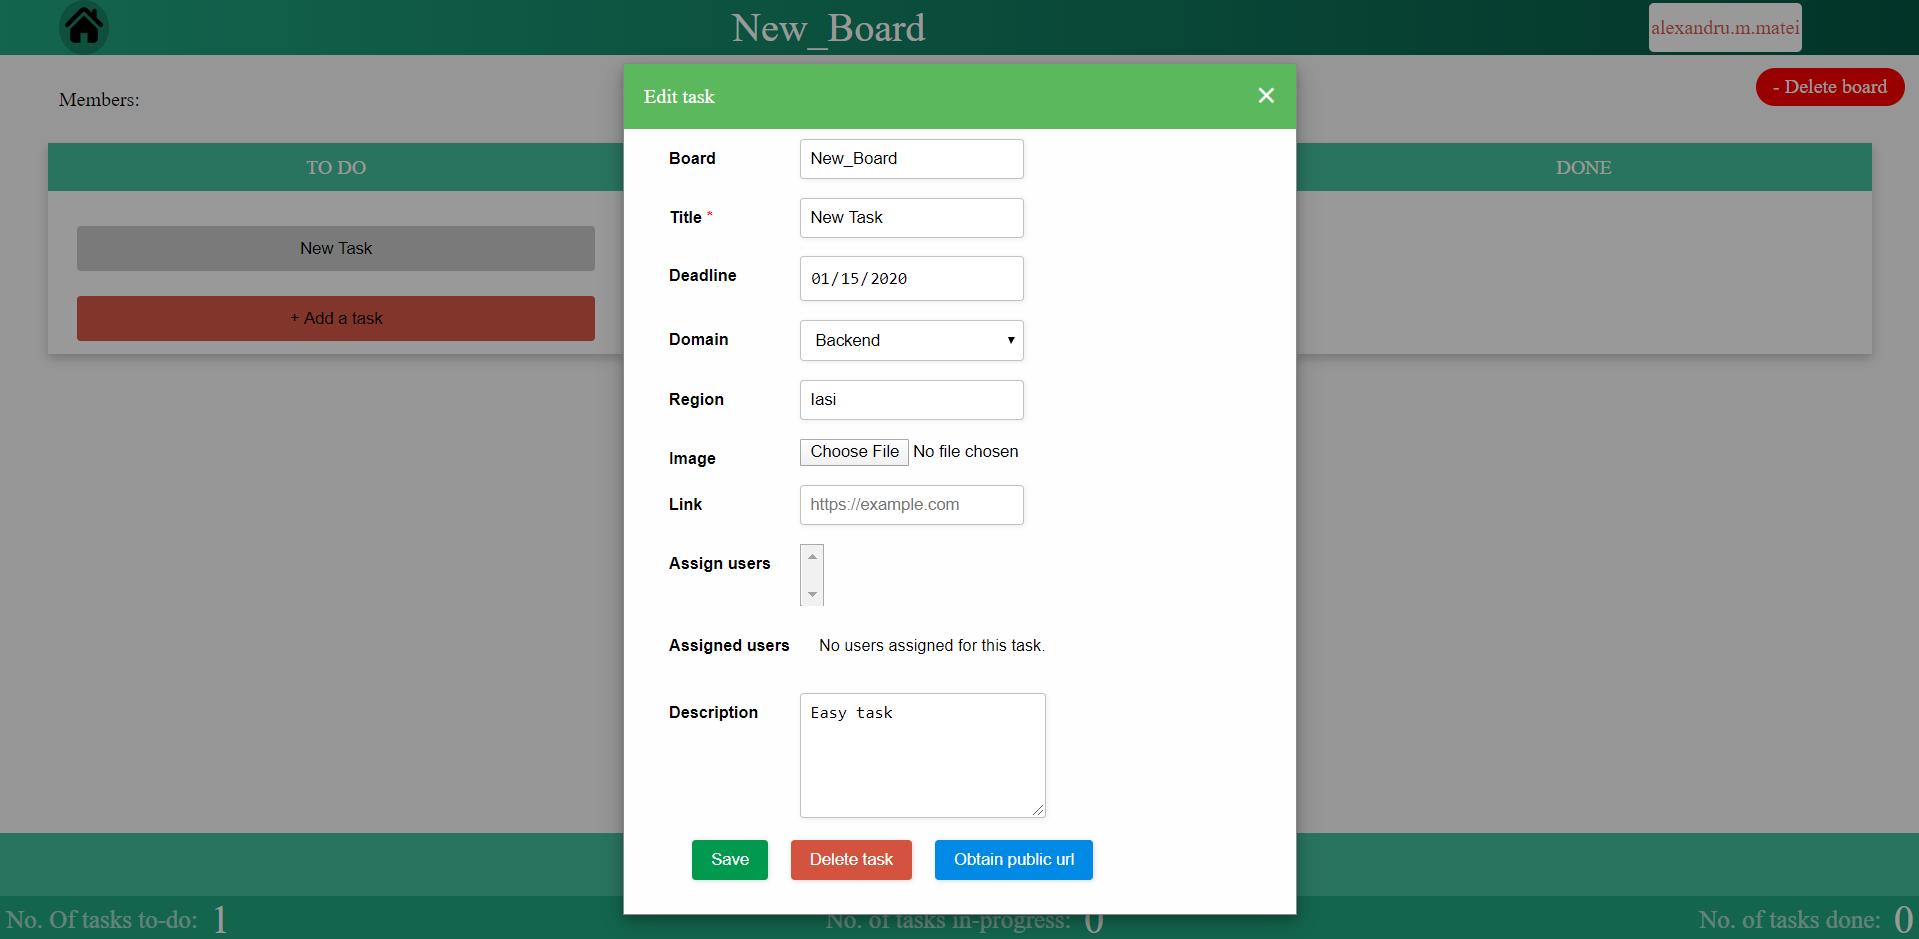 New_Board
alexandru.m.matei
Members:
- Delete board
TO DO
DONE
New Task
+ Add a task
Edit task
Board
New_Board
Title *
New Task
Deadline
01/15/2020
Domain
Backend
Region
Iasi
Image
Choose File No file chosen
Link
https://example.com
Assign users
Assigned users
No users assigned for this task.
Description
Easy task
Save
Delete task
Obtain public url
No. Of tasks to-do: 1
No. of tasks in-progress: 0
No. of tasks done: 0